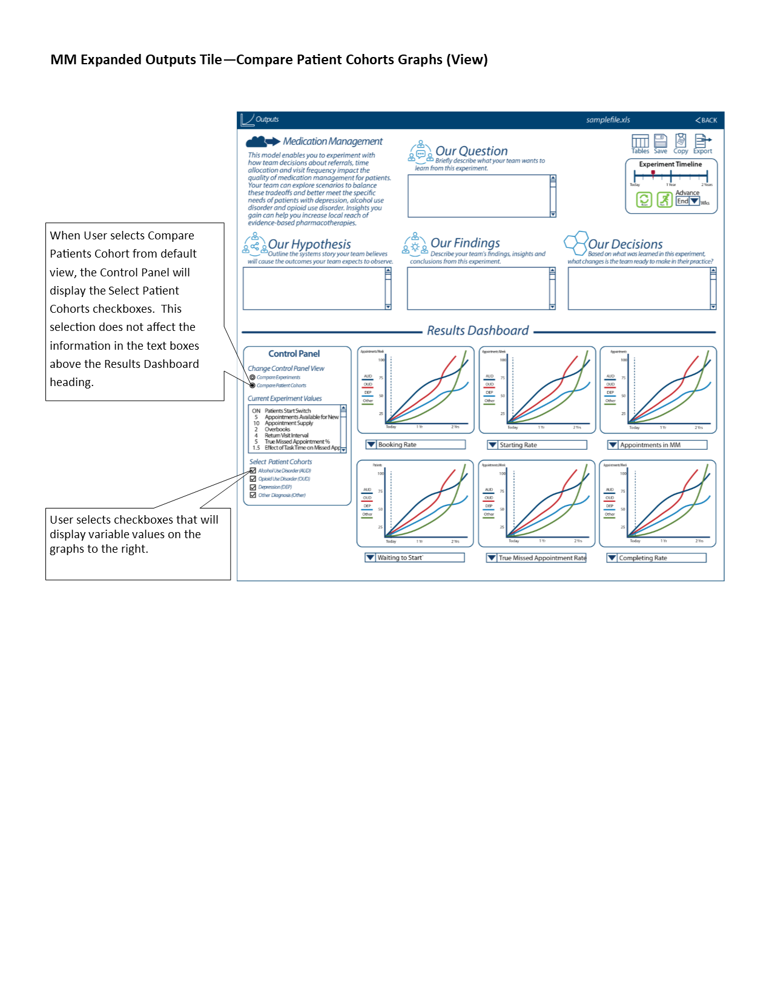 MM Expanded Outputs Tile—Compare Patient Cohorts Graphs (View)
Outputs
samplefile.xls
<BACK
Medication Management
This model enables you to experiment with
how team decisions about referrals, time
allocation and visit frequency impact the
quality of medication management for patients.
Your team can explore scenarios to balance
these tradeoffs and better meet the specific
needs of patients with depression, alcohol use
disorder and opioid use disorder. Insights you
gain can help you increase local reach of
evidence-based pharmacotherapies.
Our Question
Briefly describe what your team wants to
learn from this experiment.
Tables Save Copy Export
Experiment Timeline
Today 1 Year 2 Years
Advance
End Wks
When User selects Compare
Patients Cohort from default
view, the Control Panel will
display the Select Patient
Cohorts checkboxes.  This
selection does not affect the
information in the text boxes
above the Results Dashboard
heading.
Our Hypothesis
Outline the systems story your team believes
will cause the outcomes your team expects to observe.
Our Findings
Describe your team's findings, insights and
conclusions from this experiment.
Our Decisions
Based on what was learned in this experiment,
what changes is the team ready to make in their practice?
Results Dashboard
Control Panel
Change Control Panel View
Compare Experiments
Compare Patient Cohorts
Current Experiment Values
ON Patients Start Switch
5 Appointments Available for New
10 Appointment Supply
2 Overbooks
4 Return Visit Interval
5 True Missed Appointment %
1.5 Effect of Task Time on Missed App
Select Patient Cohorts
Alcohol Use Disorder (AUD)
Opioid Use Disorder (OUD)
Depression (DEP)
Other Diagnosis (Other)
User selects checkboxes that will
display variable values on the
graphs to the right.
Appointments/Week
100
75
50
25
AUD
OUD
DEP
Other
Today 1 Yr 2 Yrs
Booking Rate
Appointments/Week
100
75
50
25
AUD
OUD
DEP
Other
Today 1 Yr 2 Yrs
Starting Rate
Appointments
100
75
50
25
AUD
OUD
DEP
Other
Today 1 Yr 2 Yrs
Appointments in MM
Patients
100
75
50
25
AUD
OUD
DEP
Other
Today 1 Yr 2 Yrs
Waiting to Start'
Appointments/Week
100
75
50
25
AUD
OUD
DEP
Other
Today 1 Yr 2 Yrs
True Missed Appointment Rate
Appointments/Week
100
75
50
25
AUD
OUD
DEP
Other
Today 1 Yr 2 Yrs
Completing Rate